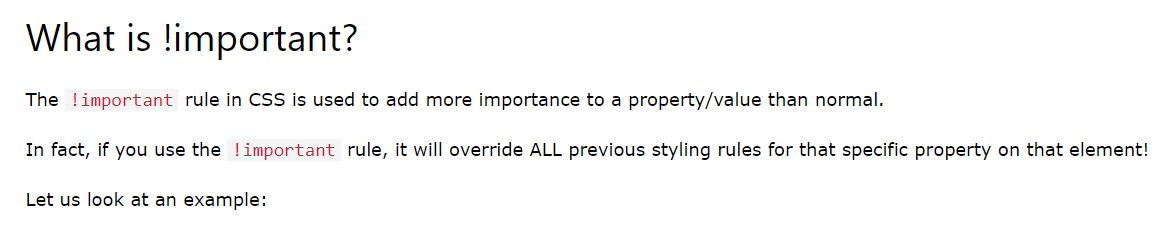 What is !important?
The !important rule in CSS is used to add more importance to a property/value than normal.
In fact, if you use the !important rule, it will override ALL previous styling rules for that specific property on that element!
Let us look at an example: